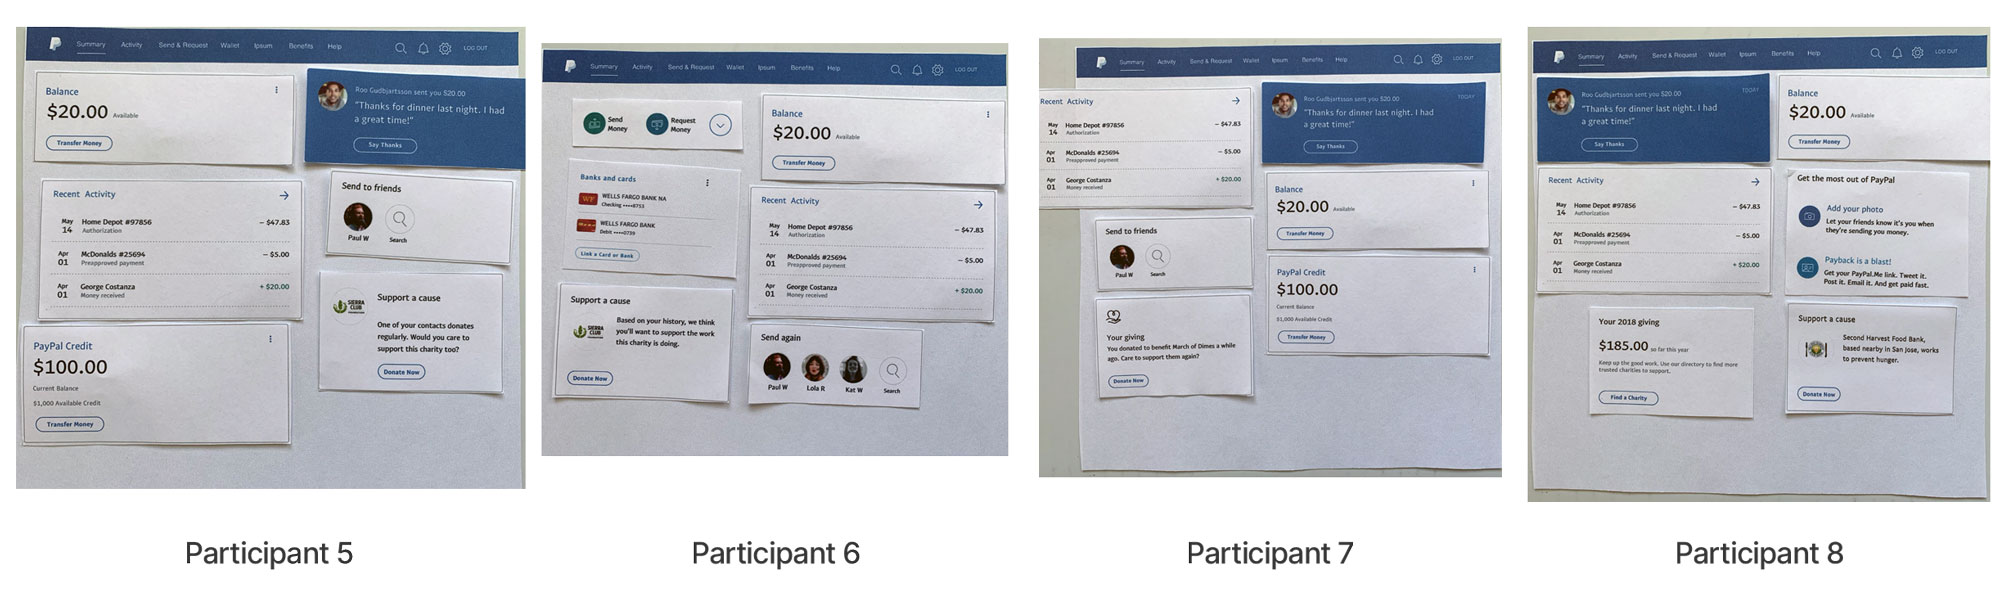 Summary Activity Send & Request Wallet Ipsum Benefits Help LOG OUT
Balance
$20.00 Available
Transfer Money
Roo Gudbjartsson sent you $20.00
"Thanks for dinner last night. I had
a great time!"
Say Thanks
Recent Activity
May 14 Home Depot #97856 – $47.83
Authorization
Apr 01 McDonalds #25694 – $5.00
Preapproved payment
Apr 01 George Costanza + $20.00
Money received
Send to friends
Paul W Search
PayPal Credit
$100.00
Current Balance
$1,000 Available Credit
Transfer Money
Support a cause
SIERRA
CLUB
One of your contacts donates
regularly. Would you care to
support this charity too?
Donate Now
Participant 5
Summary Activity Send & Request Wallet Ipsum Benefits Help LOG OUT
Send
Money
Request
Money
Balance
$20.00 Available
Transfer Money
Banks and cards
WELLS FARGO BANK NA
Checking ••••8753
WELLS FARGO BANK
Debit ••••0739
Link a Card or Bank
Recent Activity
May 14 Home Depot #97856 – $47.83
Authorization
Apr 01 McDonalds #25694 – $5.00
Preapproved payment
Apr 01 George Costanza + $20.00
Money received
Support a cause
SIERRA
CLUB
Based on your history, we think
you'll want to support the work
this charity is doing.
Donate Now
Send again
Paul W Lola R Kat W Search
Participant 6
Summary Activity Send & Request Wallet Ipsum Benefits Help LOG OUT
Recent Activity
May 14 Home Depot #97856 – $47.83
Authorization
Apr 01 McDonalds #25694 – $5.00
Preapproved payment
Apr 01 George Costanza + $20.00
Money received
Roo Gudbjartsson sent you $20.00 TODAY
"Thanks for dinner last night. I had
a great time!"
Say Thanks
Balance
$20.00 Available
Transfer Money
Send to friends
Paul W Search
PayPal Credit
$100.00
Current Balance
$1,000 Available Credit
Transfer Money
Your giving
You donated to benefit March of Dimes a while
ago. Care to support them again?
Donate Now
Participant 7
Summary Activity Send & Request Wallet Ipsum Benefits Help LOG OUT
Roo Gudbjartsson sent you $20.00 TODAY
"Thanks for dinner last night. I had
a great time!"
Say Thanks
Balance
$20.00 Available
Transfer Money
Recent Activity
May 14 Home Depot #97856 – $47.83
Authorization
Apr 01 McDonalds #25694 – $5.00
Preapproved payment
Apr 01 George Costanza + $20.00
Money received
Get the most out of PayPal
Add your photo
Let your friends know it's you when
they're sending you money.
Payback is a blast!
Get your PayPal.Me link. Tweet it.
Post it. Email it. And get paid fast.
Your 2018 giving
$185.00 so far this year
Keep up the good work. Use our directory to find more
trusted charities to support.
Find a Charity
Support a cause
Second Harvest Food Bank,
based nearby in San Jose, works
to prevent hunger.
Donate Now
Participant 8